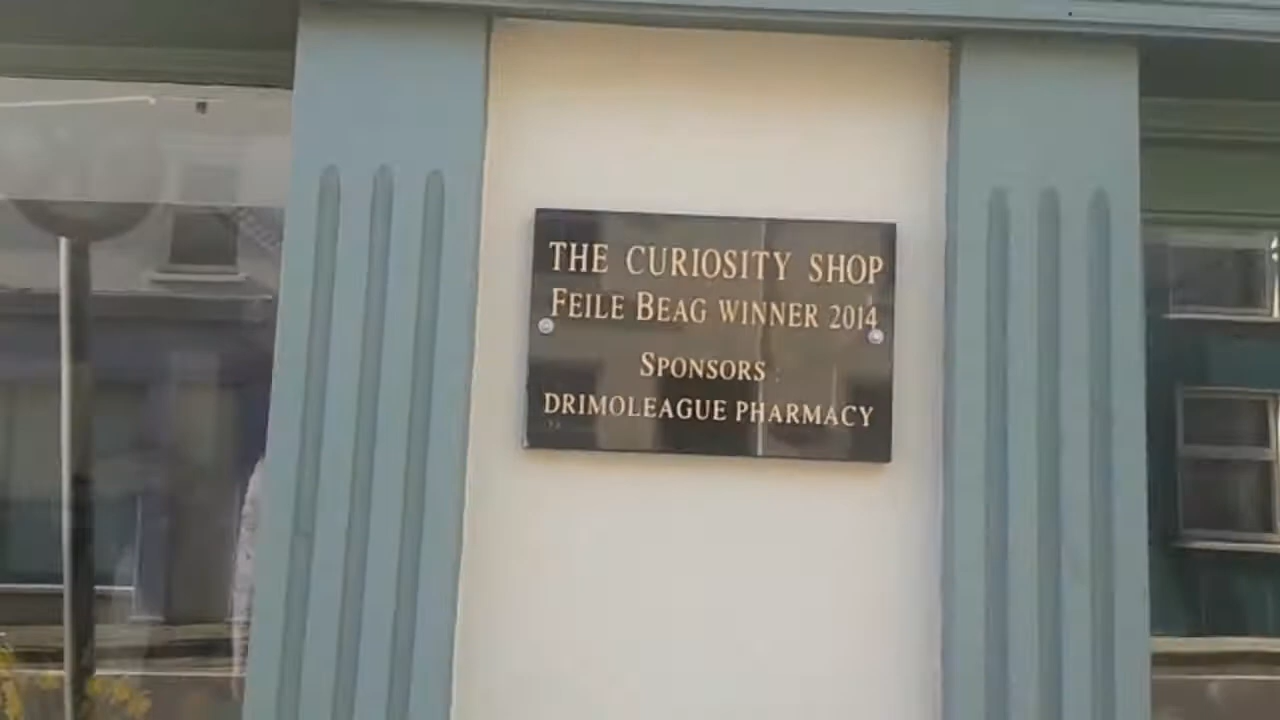 THE CURIOSITY SHOP
FEILE BEAG WINNER 2014
SPONSORS :
DRIMOLEAGUE PHARMACY